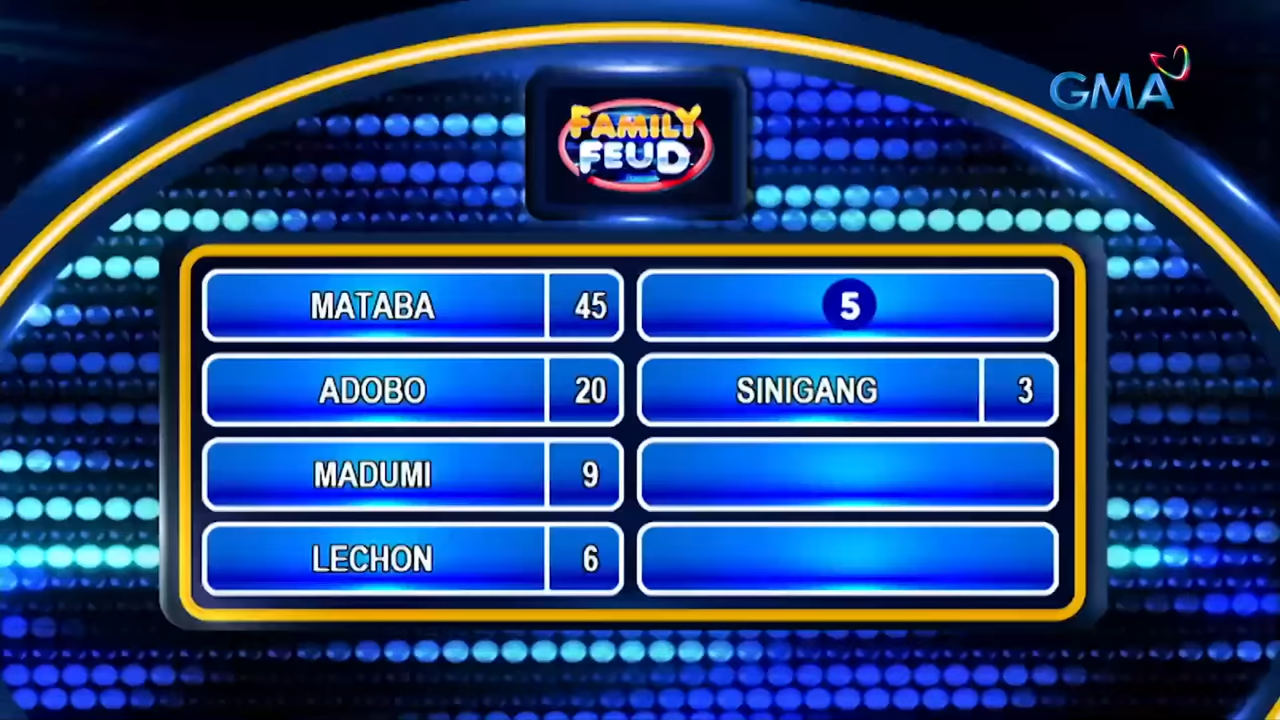 GMA
FAMILY
FEUD
MATABA 45
ADOBO 20
MADUMI 9
LECHON 6
5
SINIGANG 3